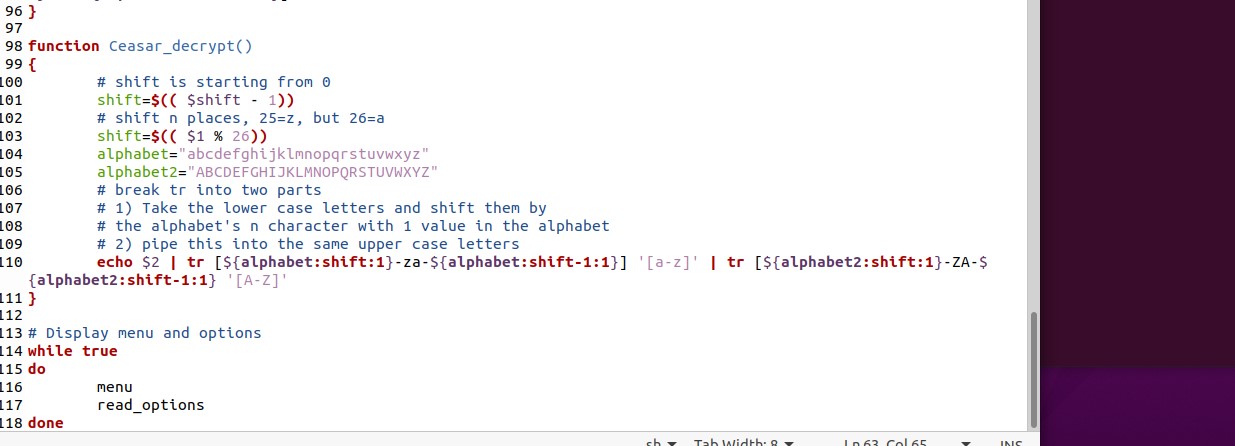 96 }
97
98 function Ceasar_decrypt()
99 {
100 # shift is starting from 0
101 shift=$(( $shift - 1))
102 # shift n places, 25=z, but 26=a
103 shift=$(( $1 % 26))
104 alphabet="abcdefghijklmnopqrstuvwxyz"
105 alphabet2="ABCDEFGHIJKLMNOPQRSTUVWXYZ"
106 # break tr into two parts
107 # 1) Take the lower case letters and shift them by
108 # the alphabet's n character with 1 value in the alphabet
109 # 2) pipe this into the same upper case letters
110 echo $2 | tr [${alphabet:shift:1}-za-${alphabet:shift-1:1}] '[a-z]' | tr [${alphabet2:shift:1}-ZA-$
{alphabet2:shift-1:1} '[A-Z]'
111 }
112
113 # Display menu and options
114 while true
115 do
116 menu
117 read_options
118 done
sh Tab Width: 8 Ln 63, Col 65 INS